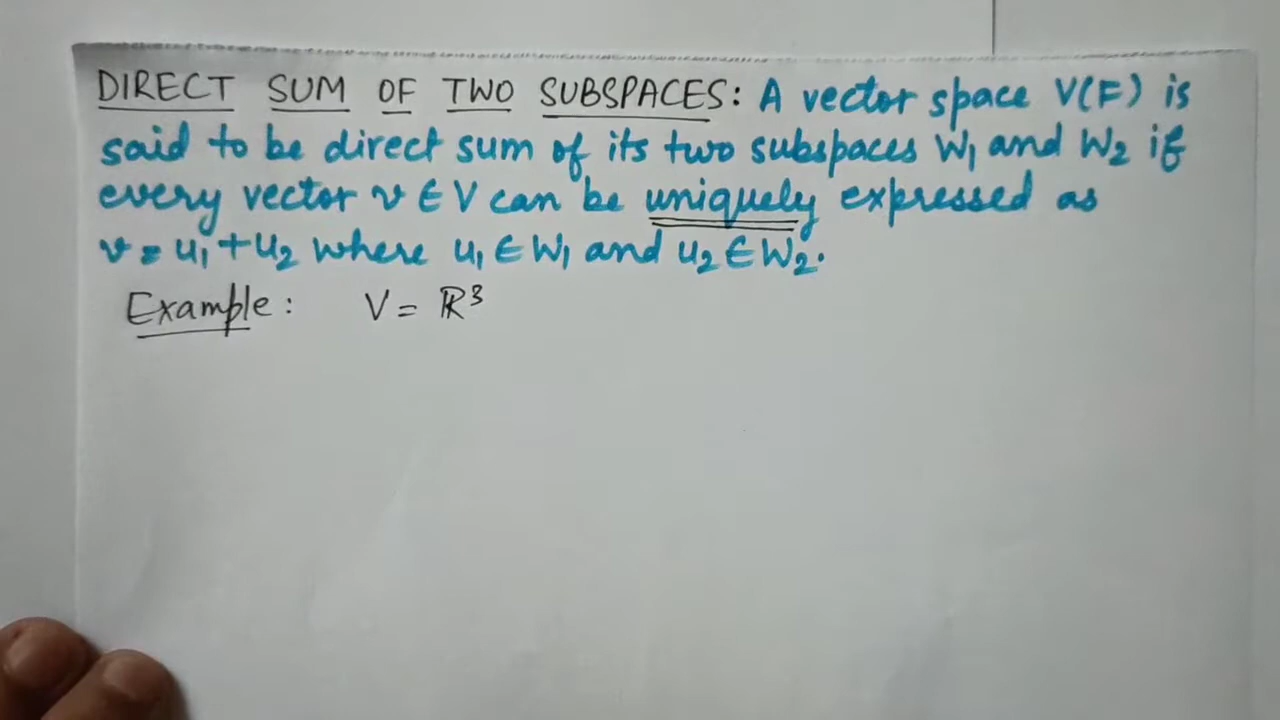 DIRECT SUM OF TWO SUBSPACES: A vector space V(F) is
said to be direct sum of its two subspaces W₁ and W₂ if
every vector v ∈ V can be uniquely expressed as
v = u₁ + u₂ where u₁ ∈ W₁ and u₂ ∈ W₂.
Example: V = ℝ³